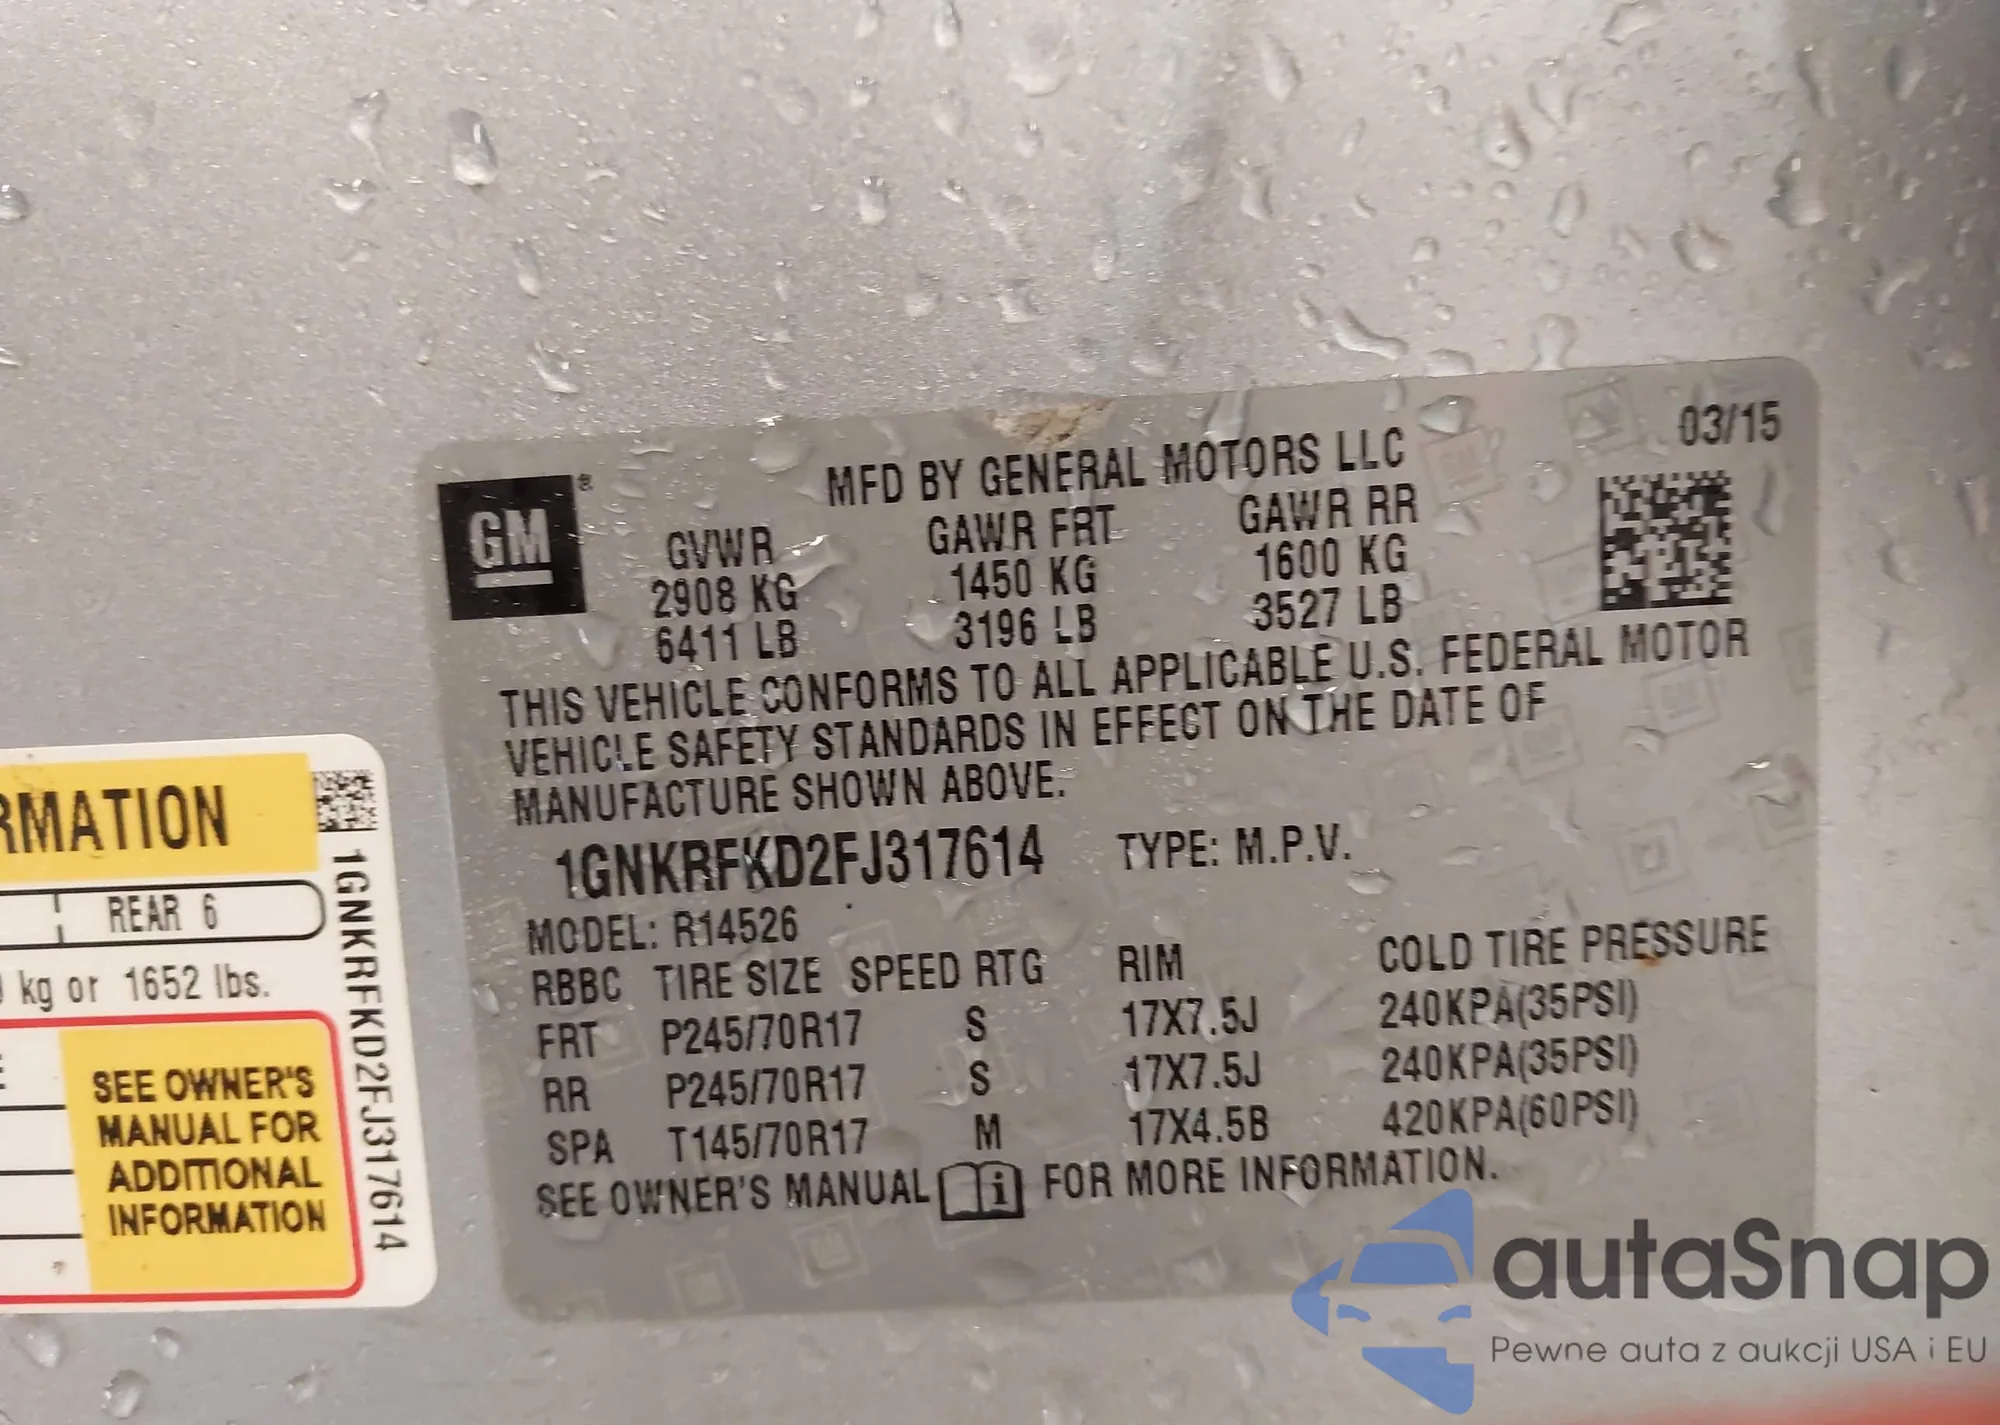 03/15
MFD BY GENERAL MOTORS LLC
GM®
GVWR GAWR FRT GAWR RR
2908 KG 1450 KG 1600 KG
6411 LB 3196 LB 3527 LB
THIS VEHICLE CONFORMS TO ALL APPLICABLE U.S. FEDERAL MOTOR
VEHICLE SAFETY STANDARDS IN EFFECT ON THE DATE OF
MANUFACTURE SHOWN ABOVE.
1GNKRFKD2FJ317614 TYPE: M.P.V.
MODEL: R14526
RBBC TIRE SIZE SPEED RTG RIM COLD TIRE PRESSURE
FRT P245/70R17 S 17X7.5J 240KPA(35PSI)
RR P245/70R17 S 17X7.5J 240KPA(35PSI)
SPA T145/70R17 M 17X4.5B 420KPA(60PSI)
SEE OWNER'S MANUAL i FOR MORE INFORMATION.
RMATION
REAR 6
kg or 1652 lbs.
SEE OWNER'S
MANUAL FOR
ADDITIONAL
INFORMATION
1GNKRFKD2FJ317614
autaSnap
Pewne auta z aukcji USA i EU